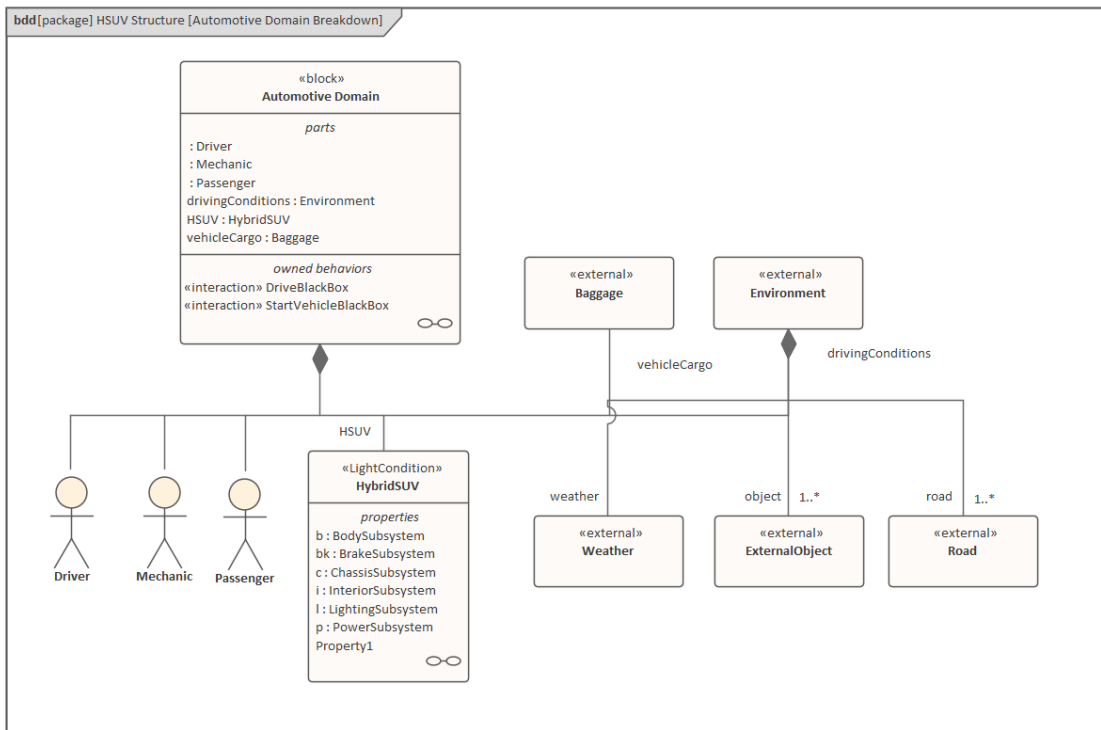 bdd [package] HSUV Structure [Automotive Domain Breakdown]
«block»
Automotive Domain
parts
: Driver
: Mechanic
: Passenger
drivingConditions : Environment
HSUV : HybridSUV
vehicleCargo : Baggage
owned behaviors
«interaction» DriveBlackBox
«interaction» StartVehicleBlackBox
«external»
Baggage
«external»
Environment
vehicleCargo
drivingConditions
HSUV
Driver
Mechanic
Passenger
«LightCondition»
HybridSUV
properties
b : BodySubsystem
bk : BrakeSubsystem
c : ChassisSubsystem
i : InteriorSubsystem
l : LightingSubsystem
p : PowerSubsystem
Property1
weather
object
1..*
road
1..*
«external»
Weather
«external»
ExternalObject
«external»
Road